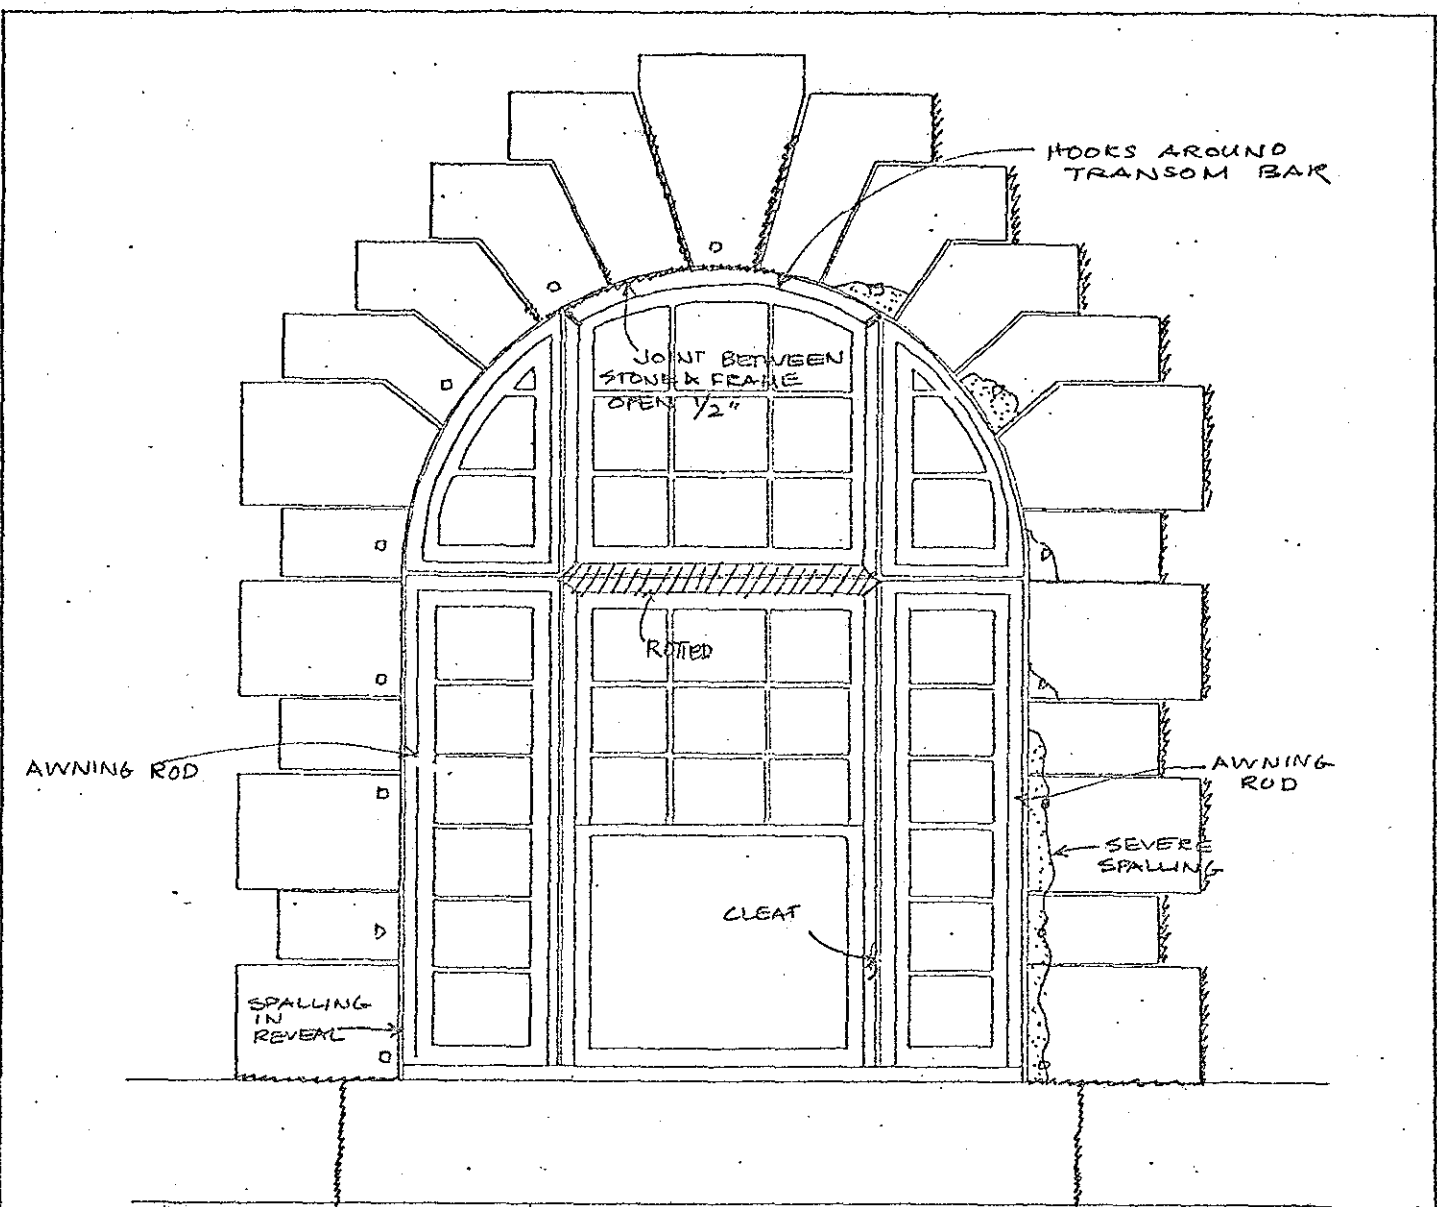 HOOKS AROUND
TRANSOM BAR
JOINT BETWEEN
STONE & FRAME
OPEN 1/2"
ROTTED
AWNING ROD
AWNING
ROD
SEVERE
SPALLING
CLEAT
SPALLING
IN
REVEAL